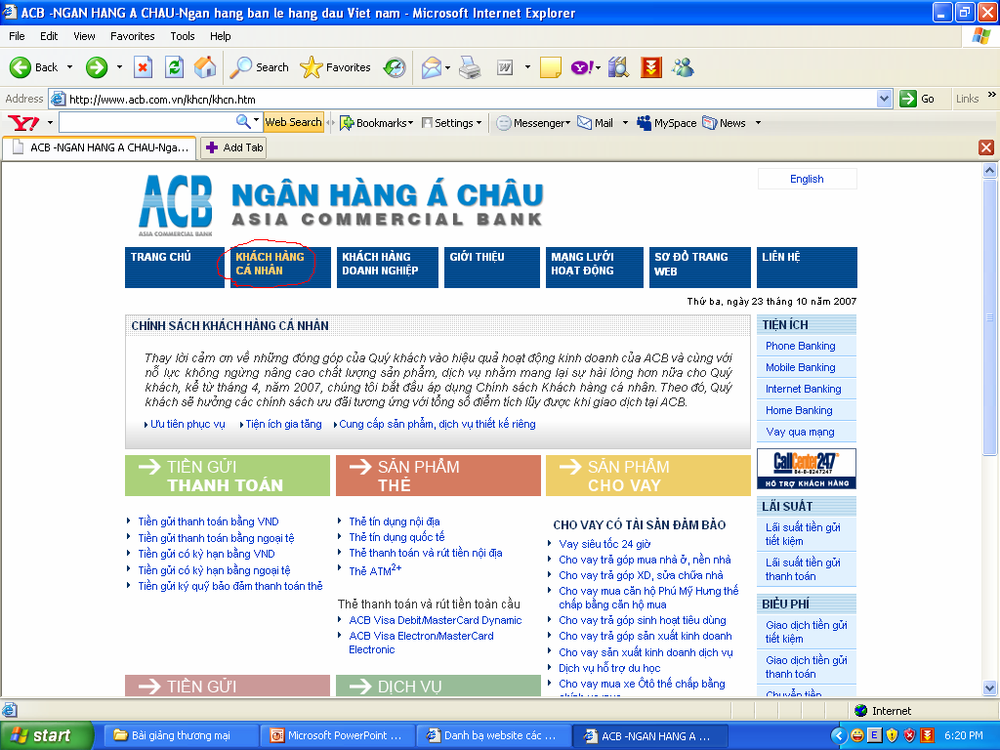 ACB -NGAN HANG A CHAU-Ngan hang ban le hang dau Viet nam - Microsoft Internet Explorer
File Edit View Favorites Tools Help
Back Search Favorites
Address http://www.acb.com.vn/khcn/khcn.htm Go Links »
Y! Web Search Bookmarks Settings Messenger Mail MySpace News
ACB -NGAN HANG A CHAU-Nga... Add Tab
English
ACB NGÂN HÀNG Á CHÂU
ASIA COMMERCIAL BANK ASIA COMMERCIAL BANK
TRANG CHỦ
KHÁCH HÀNG
CÁ NHÂN
KHÁCH HÀNG
DOANH NGHIỆP
GIỚI THIỆU
MẠNG LƯỚI
HOẠT ĐỘNG
SƠ ĐỒ TRANG
WEB
LIÊN HỆ
Thứ ba, ngày 23 tháng 10 năm 2007
CHÍNH SÁCH KHÁCH HÀNG CÁ NHÂN
Thay lời cảm ơn về những đóng góp của Quý khách vào hiệu quả hoạt động kinh doanh của ACB và cùng với
nỗ lực không ngừng nâng cao chất lượng sản phẩm, dịch vụ nhằm mang lại sự hài lòng hơn nữa cho Quý
khách, kể từ tháng 4, năm 2007, chúng tôi bắt đầu áp dụng Chính sách Khách hàng cá nhân. Theo đó, Quý
khách sẽ hưởng các chính sách ưu đãi tương ứng với tổng số điểm tích lũy được khi giao dịch tại ACB.
Ưu tiên phục vụ Tiện ích gia tăng Cung cấp sản phẩm, dịch vụ thiết kế riêng
TIỀN GỬI
THANH TOÁN
Tiền gửi thanh toán bằng VND
Tiền gửi thanh toán bằng ngoại tệ
Tiền gửi có kỳ hạn bằng VND
Tiền gửi có kỳ hạn bằng ngoại tệ
Tiền gửi ký quỹ bảo đảm thanh toán thẻ
TIỀN GỬI
SẢN PHẨM
THẺ
Thẻ tín dụng nội địa
Thẻ tín dụng quốc tế
Thẻ thanh toán và rút tiền nội địa
Thẻ ATM2+
Thẻ thanh toán và rút tiền toàn cầu
ACB Visa Debit/MasterCard Dynamic
ACB Visa Electron/MasterCard
Electronic
DỊCH VỤ
SẢN PHẨM
CHO VAY
CHO VAY CÓ TÀI SẢN ĐẢM BẢO
Vay siêu tốc 24 giờ
Cho vay trả góp mua nhà ở, nền nhà
Cho vay trả góp XD, sửa chữa nhà
Cho vay mua căn hộ Phú Mỹ Hưng thế
chấp bằng căn hộ mua
Cho vay trả góp sinh hoạt tiêu dùng
Cho vay trả góp sản xuất kinh doanh
Cho vay sản xuất kinh doanh dịch vụ
Dịch vụ hỗ trợ du học
Cho vay mua xe Ôtô thế chấp bằng
TIỆN ÍCH
Phone Banking
Mobile Banking
Internet Banking
Home Banking
Vay qua mạng
CallCenter247
84-8-8247247
HỖ TRỢ KHÁCH HÀNG
LÃI SUẤT
Lãi suất tiền gửi
tiết kiệm
Lãi suất tiền gửi
thanh toán
BIỂU PHÍ
Giao dịch tiền gửi
tiết kiệm
Giao dịch tiền gửi
thanh toán
Chuyển tiền
Internet
start Bài giảng thương mại Microsoft PowerPoint ... Danh bạ website các ... ACB -NGAN HANG A ... 6:20 PM